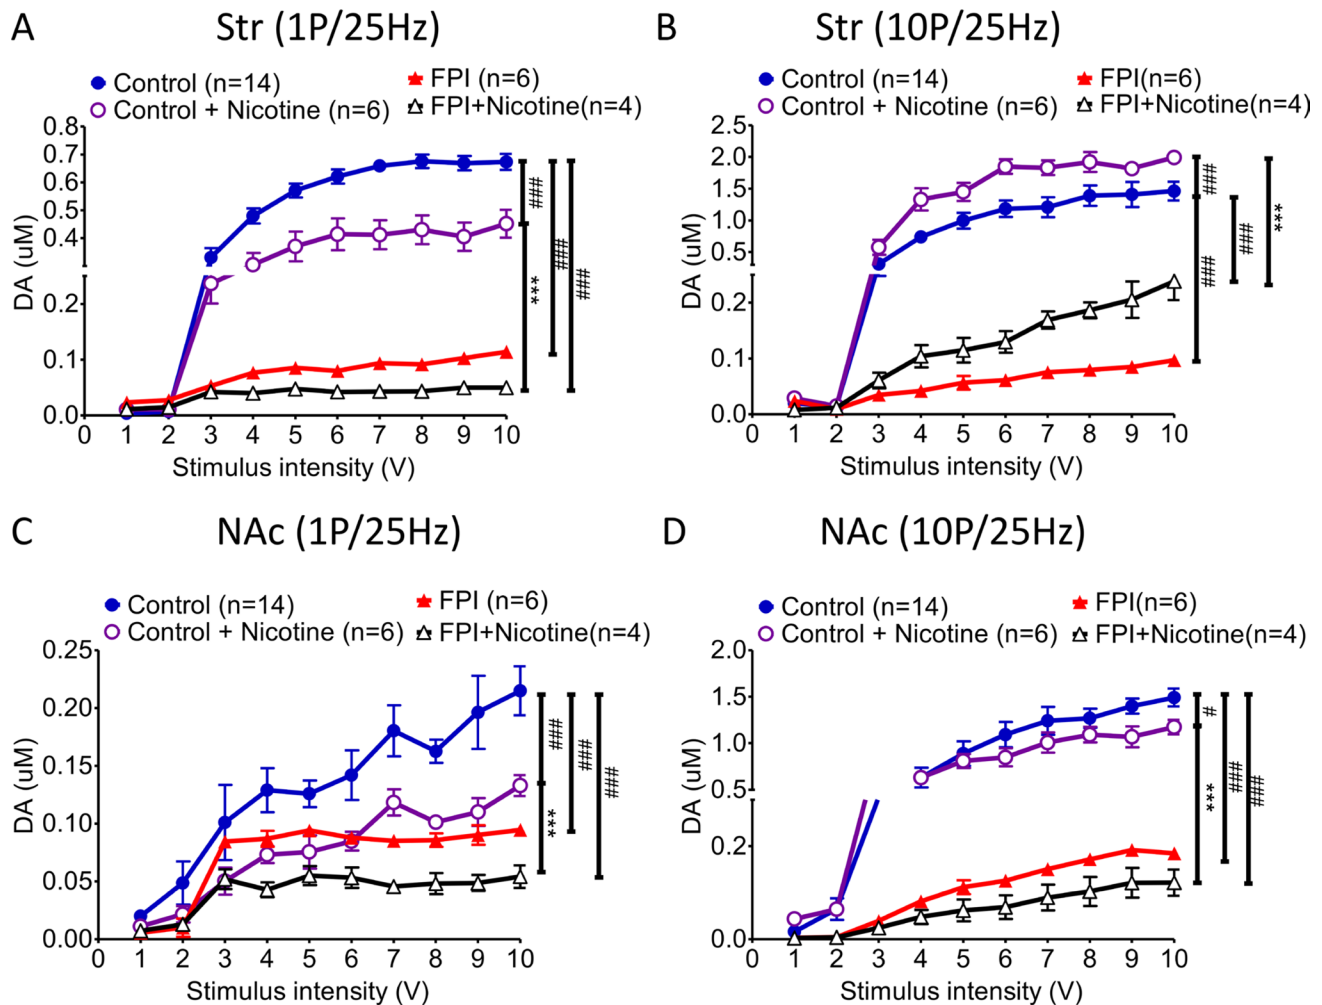 A
Str (1P/25Hz)
Control (n=14)
FPI (n=6)
Control + Nicotine (n=6)
FPI+Nicotine(n=4)
DA (uM)
0.8
0.7
0.6
0.5
0.4
0.2
0.1
0.0
0 1 2 3 4 5 6 7 8 9 10
Stimulus intensity (V)
###
***
###
###
B
Str (10P/25Hz)
Control (n=14)
FPI(n=6)
Control + Nicotine (n=6)
FPI+Nicotine(n=4)
DA (uM)
2.5
2.0
1.5
1.0
0.5
0.2
0.1
0.0
0 1 2 3 4 5 6 7 8 9 10
Stimulus intensity (V)
###
###
###
***
C
NAc (1P/25Hz)
Control (n=14)
FPI (n=6)
Control + Nicotine (n=6)
FPI+Nicotine(n=4)
DA (uM)
0.25
0.20
0.15
0.10
0.05
0.00
0 1 2 3 4 5 6 7 8 9 10
Stimulus intensity (V)
###
***
###
###
D
NAc (10P/25Hz)
Control (n=14)
FPI(n=6)
Control + Nicotine (n=6)
FPI+Nicotine(n=4)
DA (uM)
2.0
1.5
1.0
0.5
0.2
0.0
0 1 2 3 4 5 6 7 8 9 10
Stimulus intensity (V)
#
***
###
###